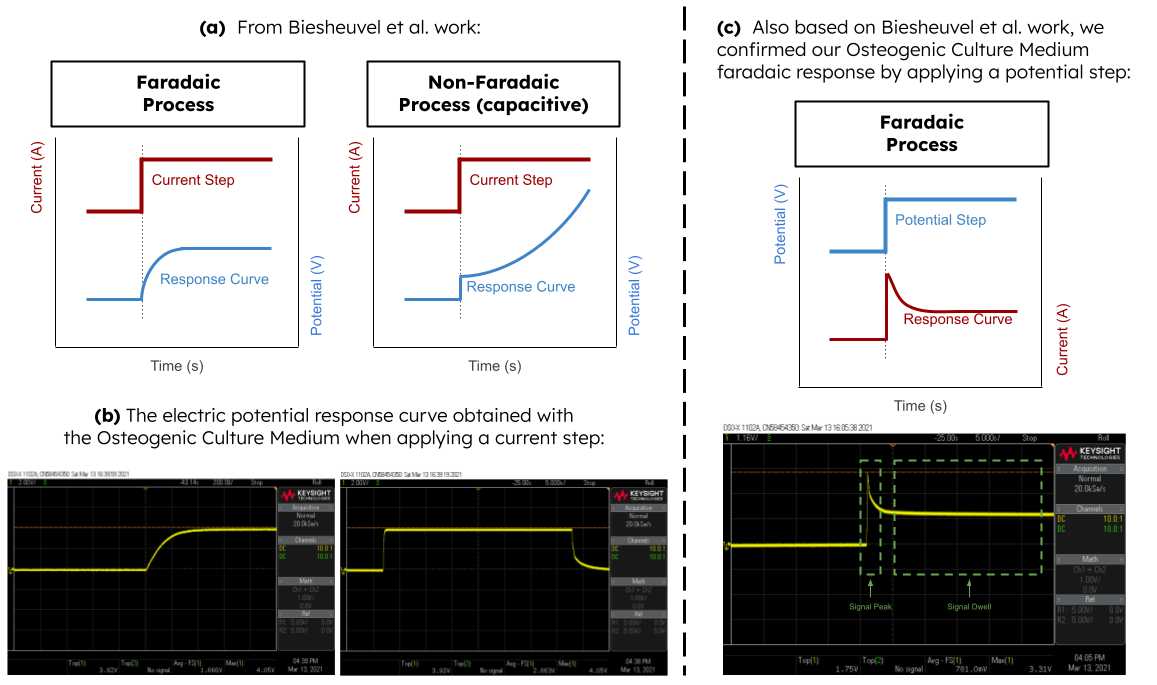 (a) From Biesheuvel et al. work:
Faradaic
Process
Current (A)
Current Step
Response Curve
Potential (V)
Time (s)
Non-Faradaic
Process (capacitive)
Current (A)
Current Step
Response Curve
Potential (V)
Time (s)
(b) The electric potential response curve obtained with
the Osteogenic Culture Medium when applying a current step:
DSO-X 1102A, CN58454350: Sat Mar 13 16:39:59 2021
1 2.00V/ 2 -43.14s 200.0V/ Stop Roll
KEYSIGHT
TECHNOLOGIES
Acquisition
Normal
20.0kSa/s
Channels
DC 10.0:1
DC 10.0:1
Math
Ch1 + Ch2
1.00V/
0.0V
Ref
R1: 5.00V/ 0.0V
R2: 5.00V/ 0.0V
Top(1): 3.92V
Top(2): No signal
Avg - FS(1): 1.666V
Max(1): 4.05V
04:39 PM
Mar 13, 2021
DSO-X 1102A, CN58454350: Sat Mar 13 16:39:19 2021
1 2.00V/ 2 -25.00s 5.000s/ Stop Roll
KEYSIGHT
TECHNOLOGIES
Acquisition
Normal
20.0kSa/s
Channels
DC 10.0:1
DC 10.0:1
Math
Ch1 + Ch2
1.00V/
0.0V
Ref
R1: 5.00V/ 0.0V
R2: 5.00V/ 0.0V
Top(1): 3.92V
Top(2): No signal
Avg - FS(1): 2.863V
Max(1): 4.05V
04:38 PM
Mar 13, 2021
(c) Also based on Biesheuvel et al. work, we
confirmed our Osteogenic Culture Medium
faradaic response by applying a potential step:
Faradaic
Process
Potential (V)
Potential Step
Response Curve
Current (A)
Time (s)
DSO-X 1102A, CN58454350: Sat Mar 13 16:05:38 2021
1 1.16V/ 2 -25.00s 5.000s/ Stop Roll
KEYSIGHT
TECHNOLOGIES
Acquisition
Normal
20.0kSa/s
Channels
DC 10.0:1
DC 10.0:1
Math
Ch1 + Ch2
1.00V/
0.0V
Ref
R1: 5.00V/ 0.0V
R2: 5.00V/ 0.0V
Signal Peak
Signal Dwell
Top(1): 1.75V
Top(2): No signal
Avg - FS(1): 781.0mV
Max(1): 3.31V
04:05 PM
Mar 13, 2021